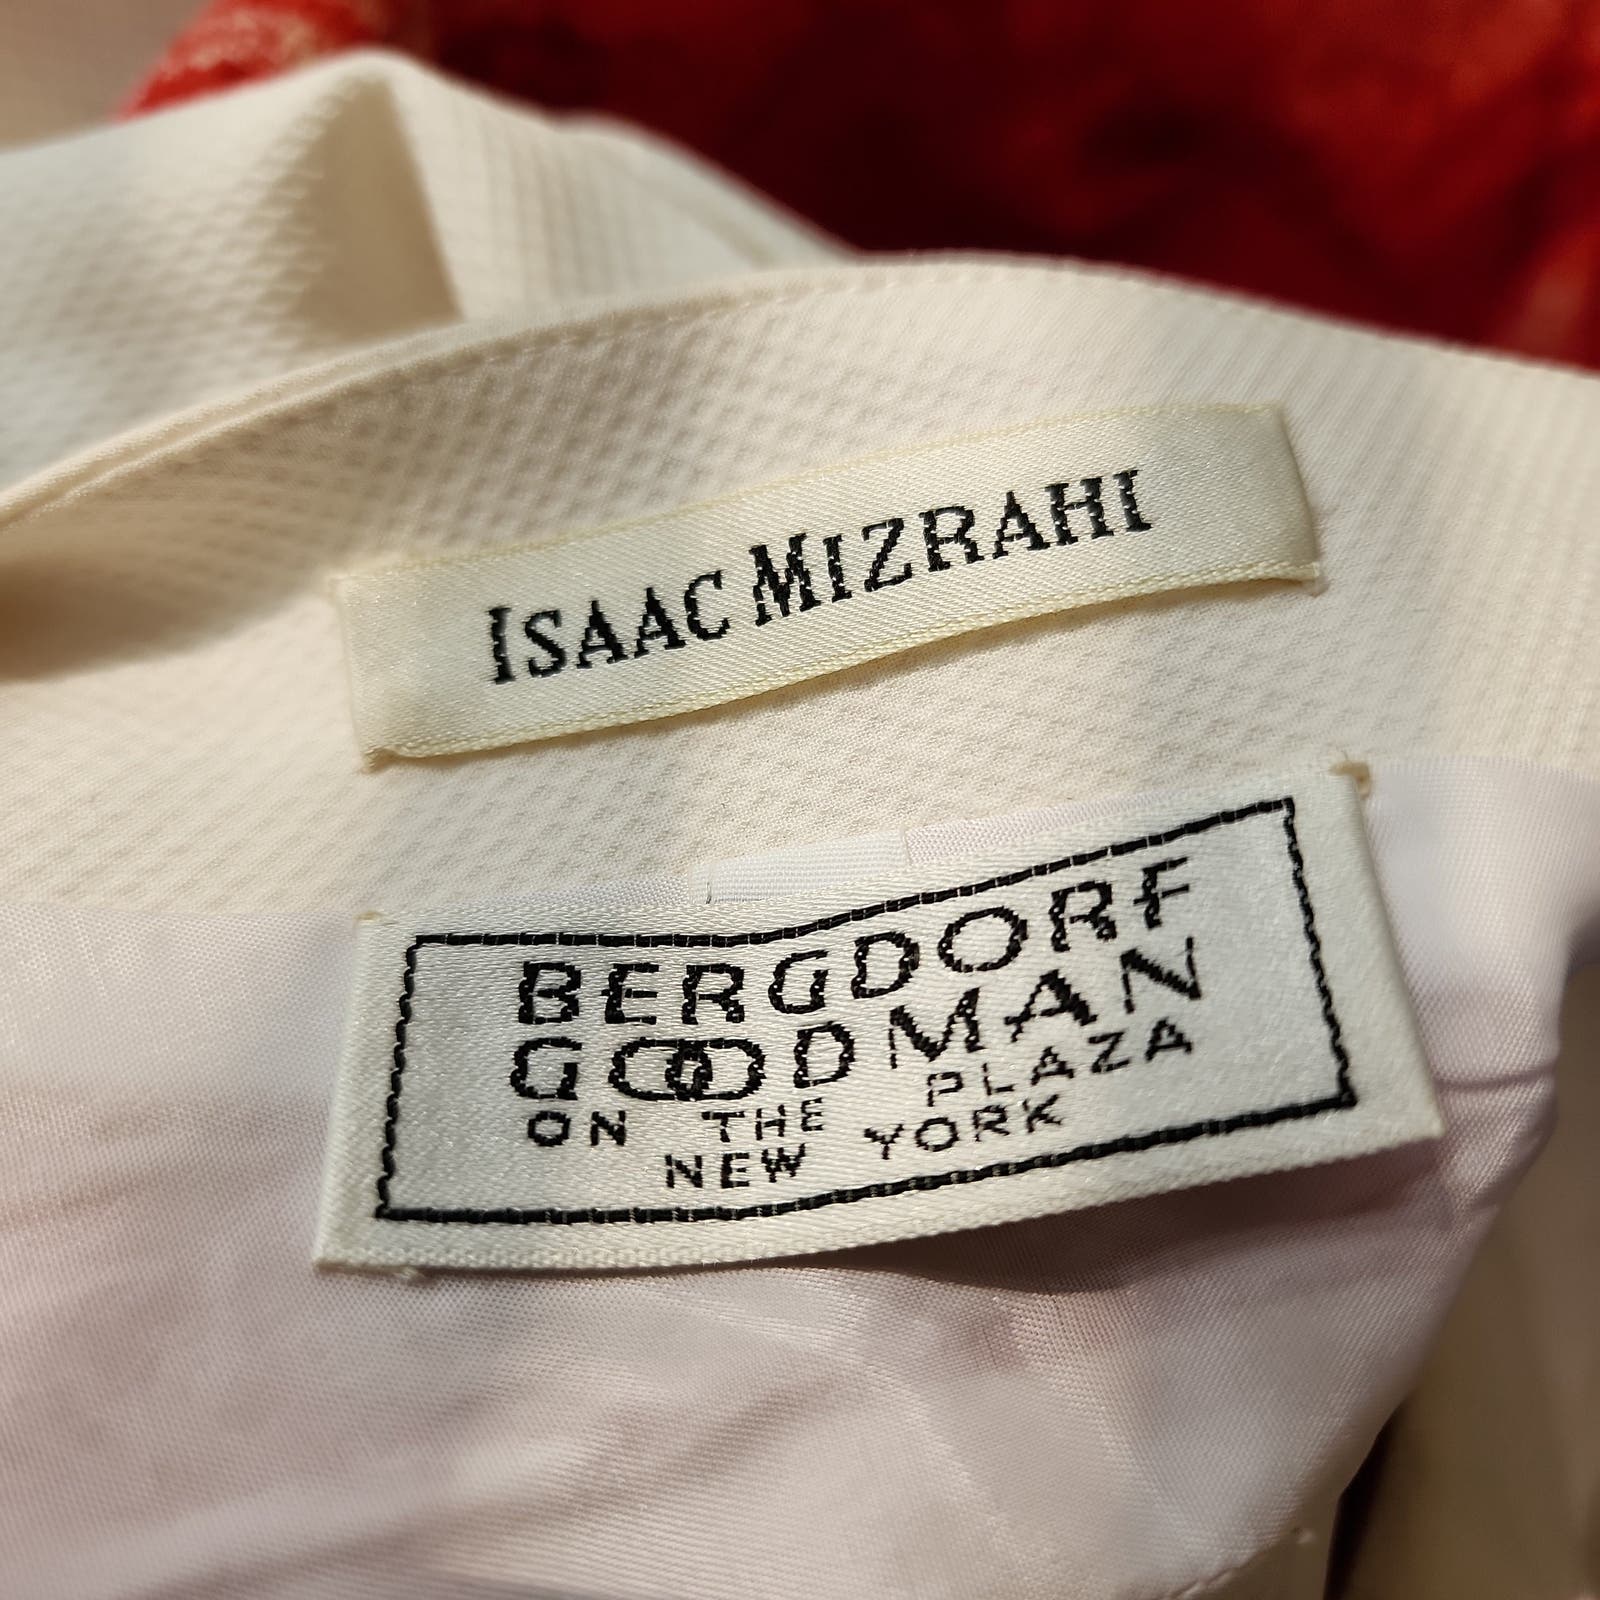 ISAAC MIZRAHI
BERGDORF
GOODMAN
ON THE PLAZA
NEW YORK